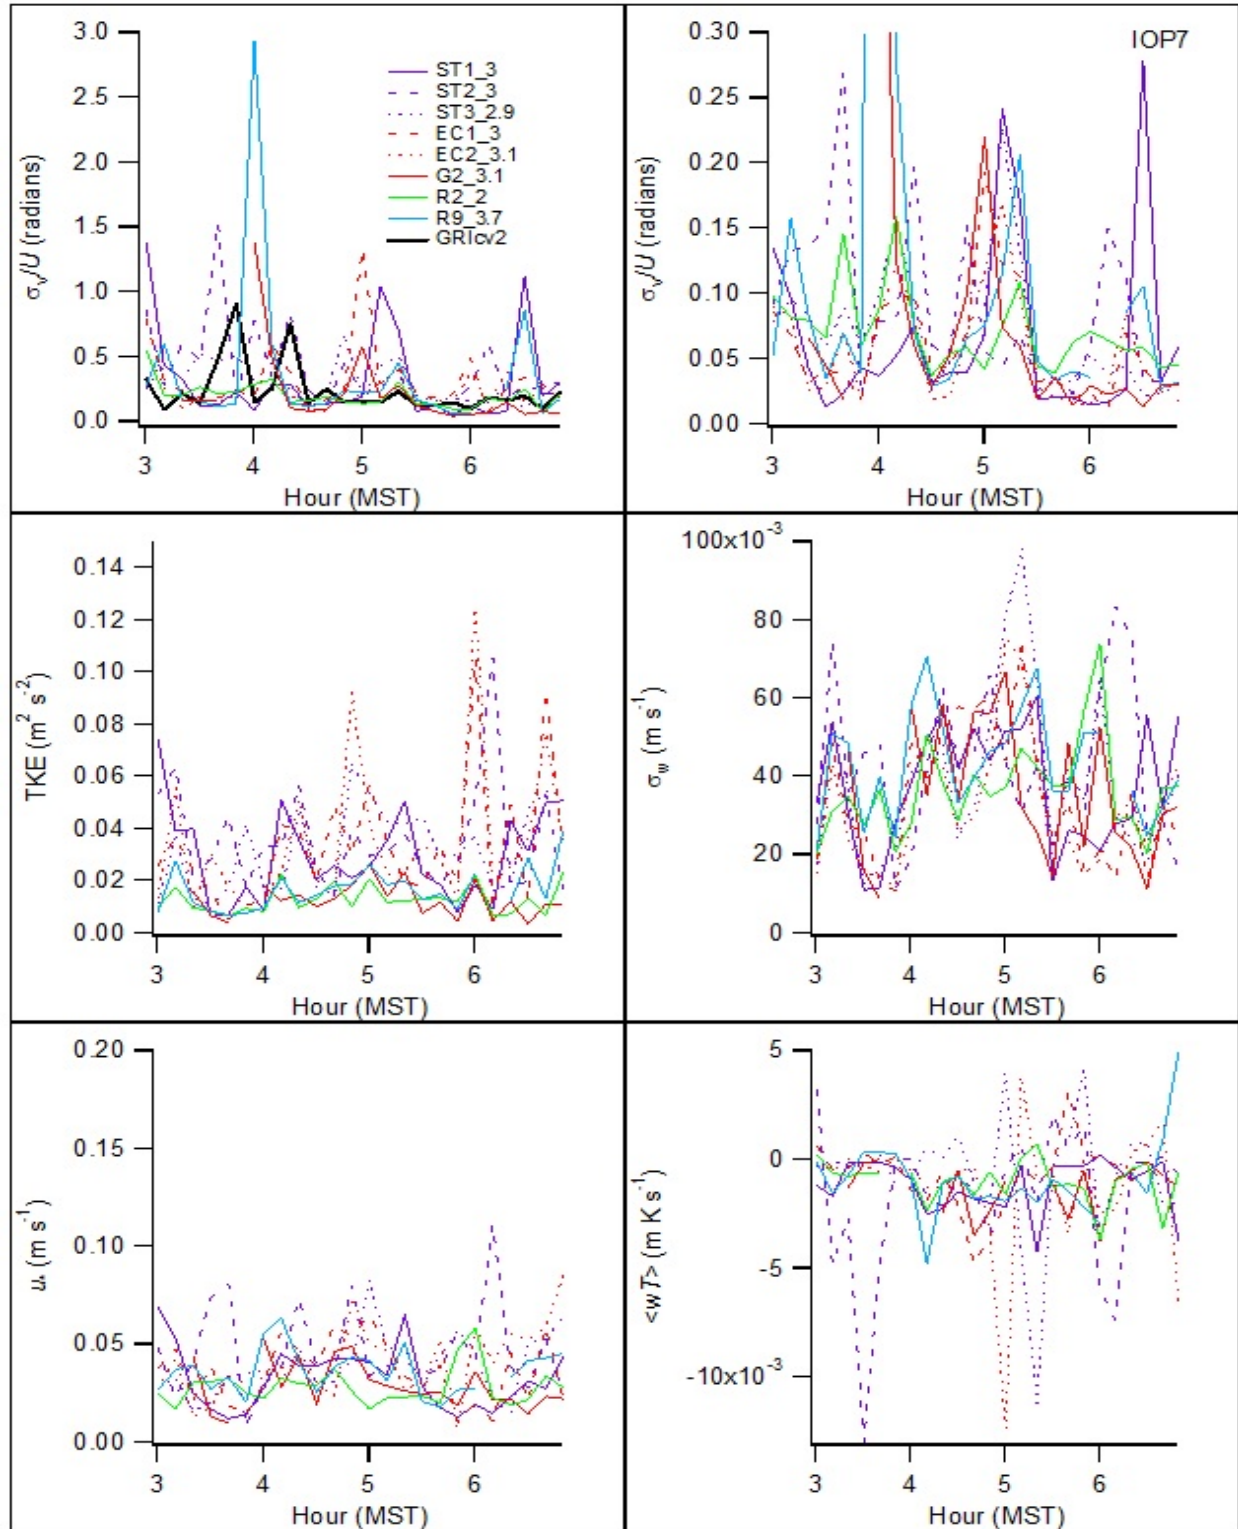 3.0
2.5
2.0
1.5
1.0
0.5
0.0
σv/U (radians)
3 4 5 6
Hour (MST)
ST1_3
ST2_3
ST3_2.9
EC1_3
EC2_3.1
G2_3.1
R2_2
R9_3.7
GRIcv2
0.30
0.25
0.20
0.15
0.10
0.05
0.00
σv/U (radians)
IOP7
3 4 5 6
Hour (MST)
0.14
0.12
0.10
0.08
0.06
0.04
0.02
0.00
TKE (m² s⁻²)
3 4 5 6
Hour (MST)
100x10⁻³
80
60
40
20
0
σw (m s⁻¹)
3 4 5 6
Hour (MST)
0.20
0.15
0.10
0.05
0.00
u* (m s⁻¹)
3 4 5 6
Hour (MST)
5
0
-5
-10x10⁻³
<wT> (m K s⁻¹)
3 4 5 6
Hour (MST)